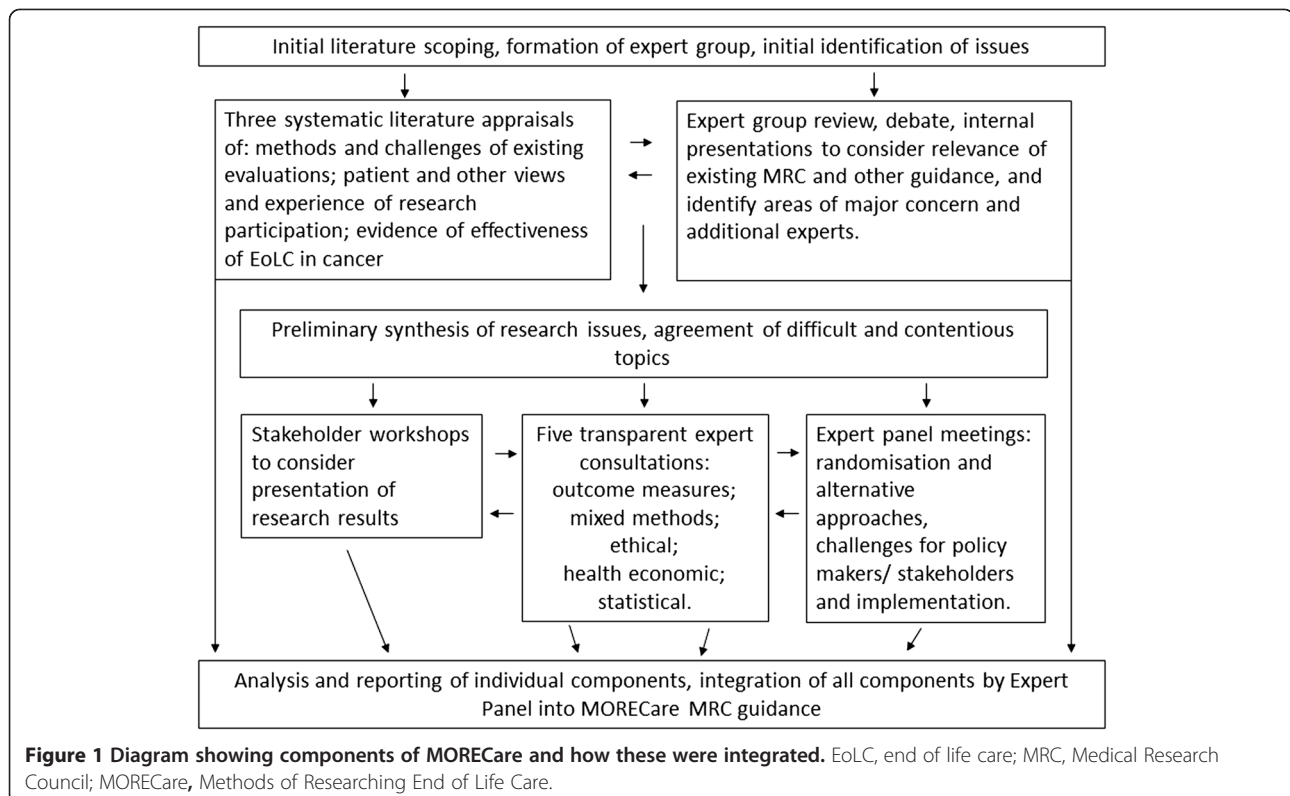 Initial literature scoping, formation of expert group, initial identification of issues
Three systematic literature appraisals
of: methods and challenges of existing
evaluations; patient and other views
and experience of research
participation; evidence of effectiveness
of EoLC in cancer
Expert group review, debate, internal
presentations to consider relevance of
existing MRC and other guidance, and
identify areas of major concern and
additional experts.
Preliminary synthesis of research issues, agreement of difficult and contentious
topics
Stakeholder workshops
to consider
presentation of
research results
Five transparent expert
consultations:
outcome measures;
mixed methods;
ethical;
health economic;
statistical.
Expert panel meetings:
randomisation and
alternative
approaches,
challenges for policy
makers/ stakeholders
and implementation.
Analysis and reporting of individual components, integration of all components by Expert
Panel into MORECare MRC guidance
Figure 1 Diagram showing components of MORECare and how these were integrated. EoLC, end of life care; MRC, Medical Research
Council; MORECare, Methods of Researching End of Life Care.